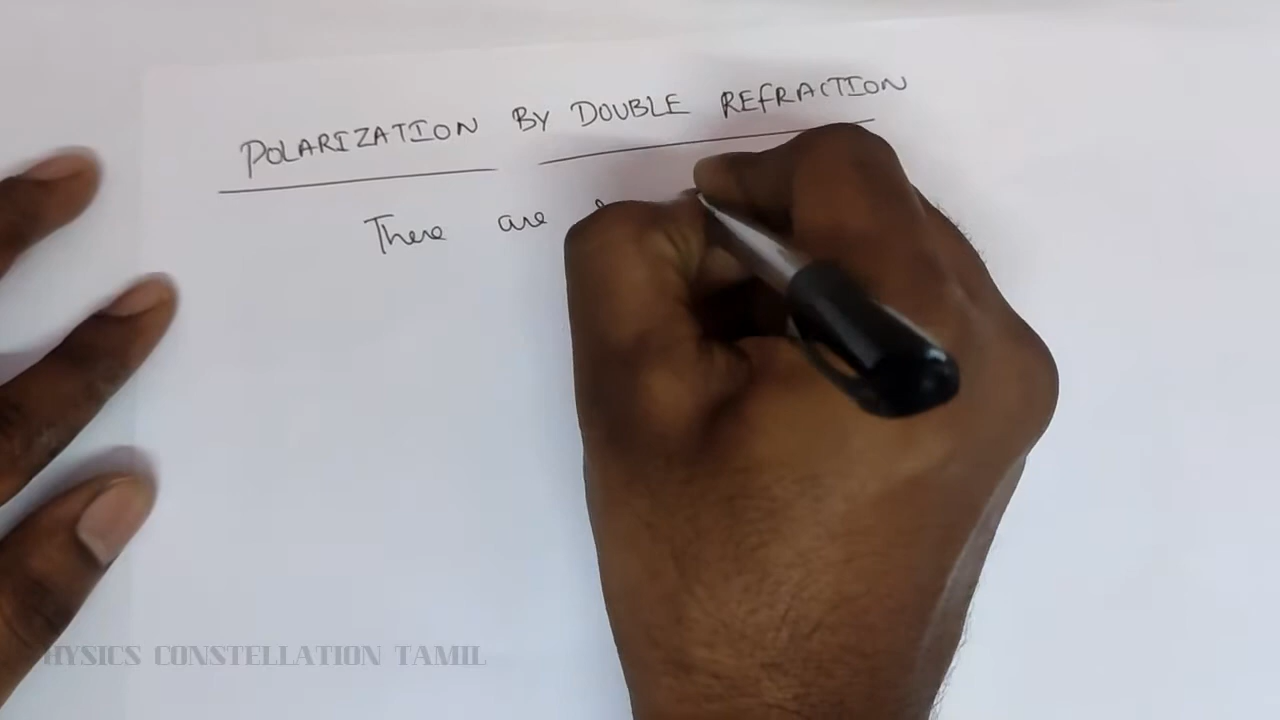 POLARIZATION BY DOUBLE REFRACTION
There are
HYSICS CONSTELLATION TAMIL